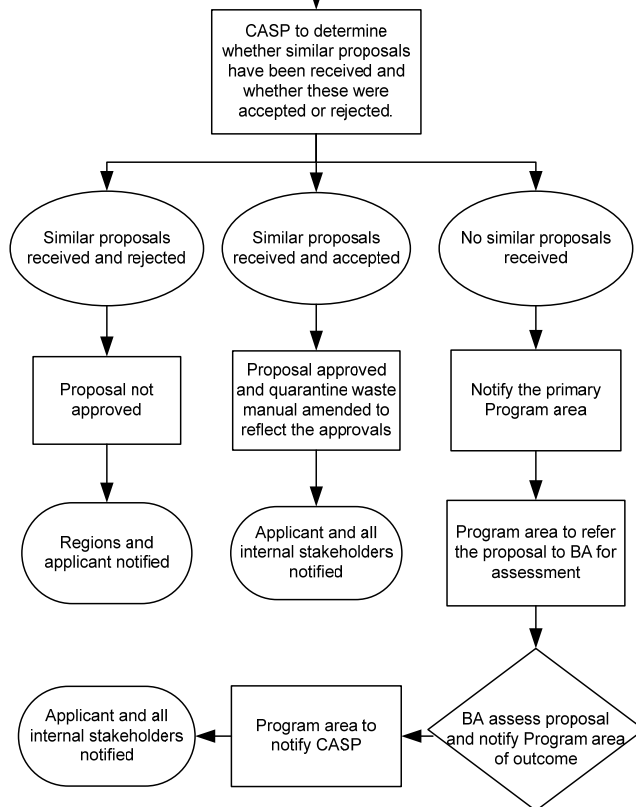 CASP to determine
whether similar proposals
have been received and
whether these were
accepted or rejected.
Similar proposals
received and rejected
Similar proposals
received and accepted
No similar proposals
received
Proposal not
approved
Proposal approved
and quarantine waste
manual amended to
reflect the approvals
Notify the primary
Program area
Regions and
applicant notified
Applicant and all
internal stakeholders
notified
Program area to refer
the proposal to BA for
assessment
Applicant and all
internal stakeholders
notified
Program area to
notify CASP
BA assess proposal
and notify Program area
of outcome